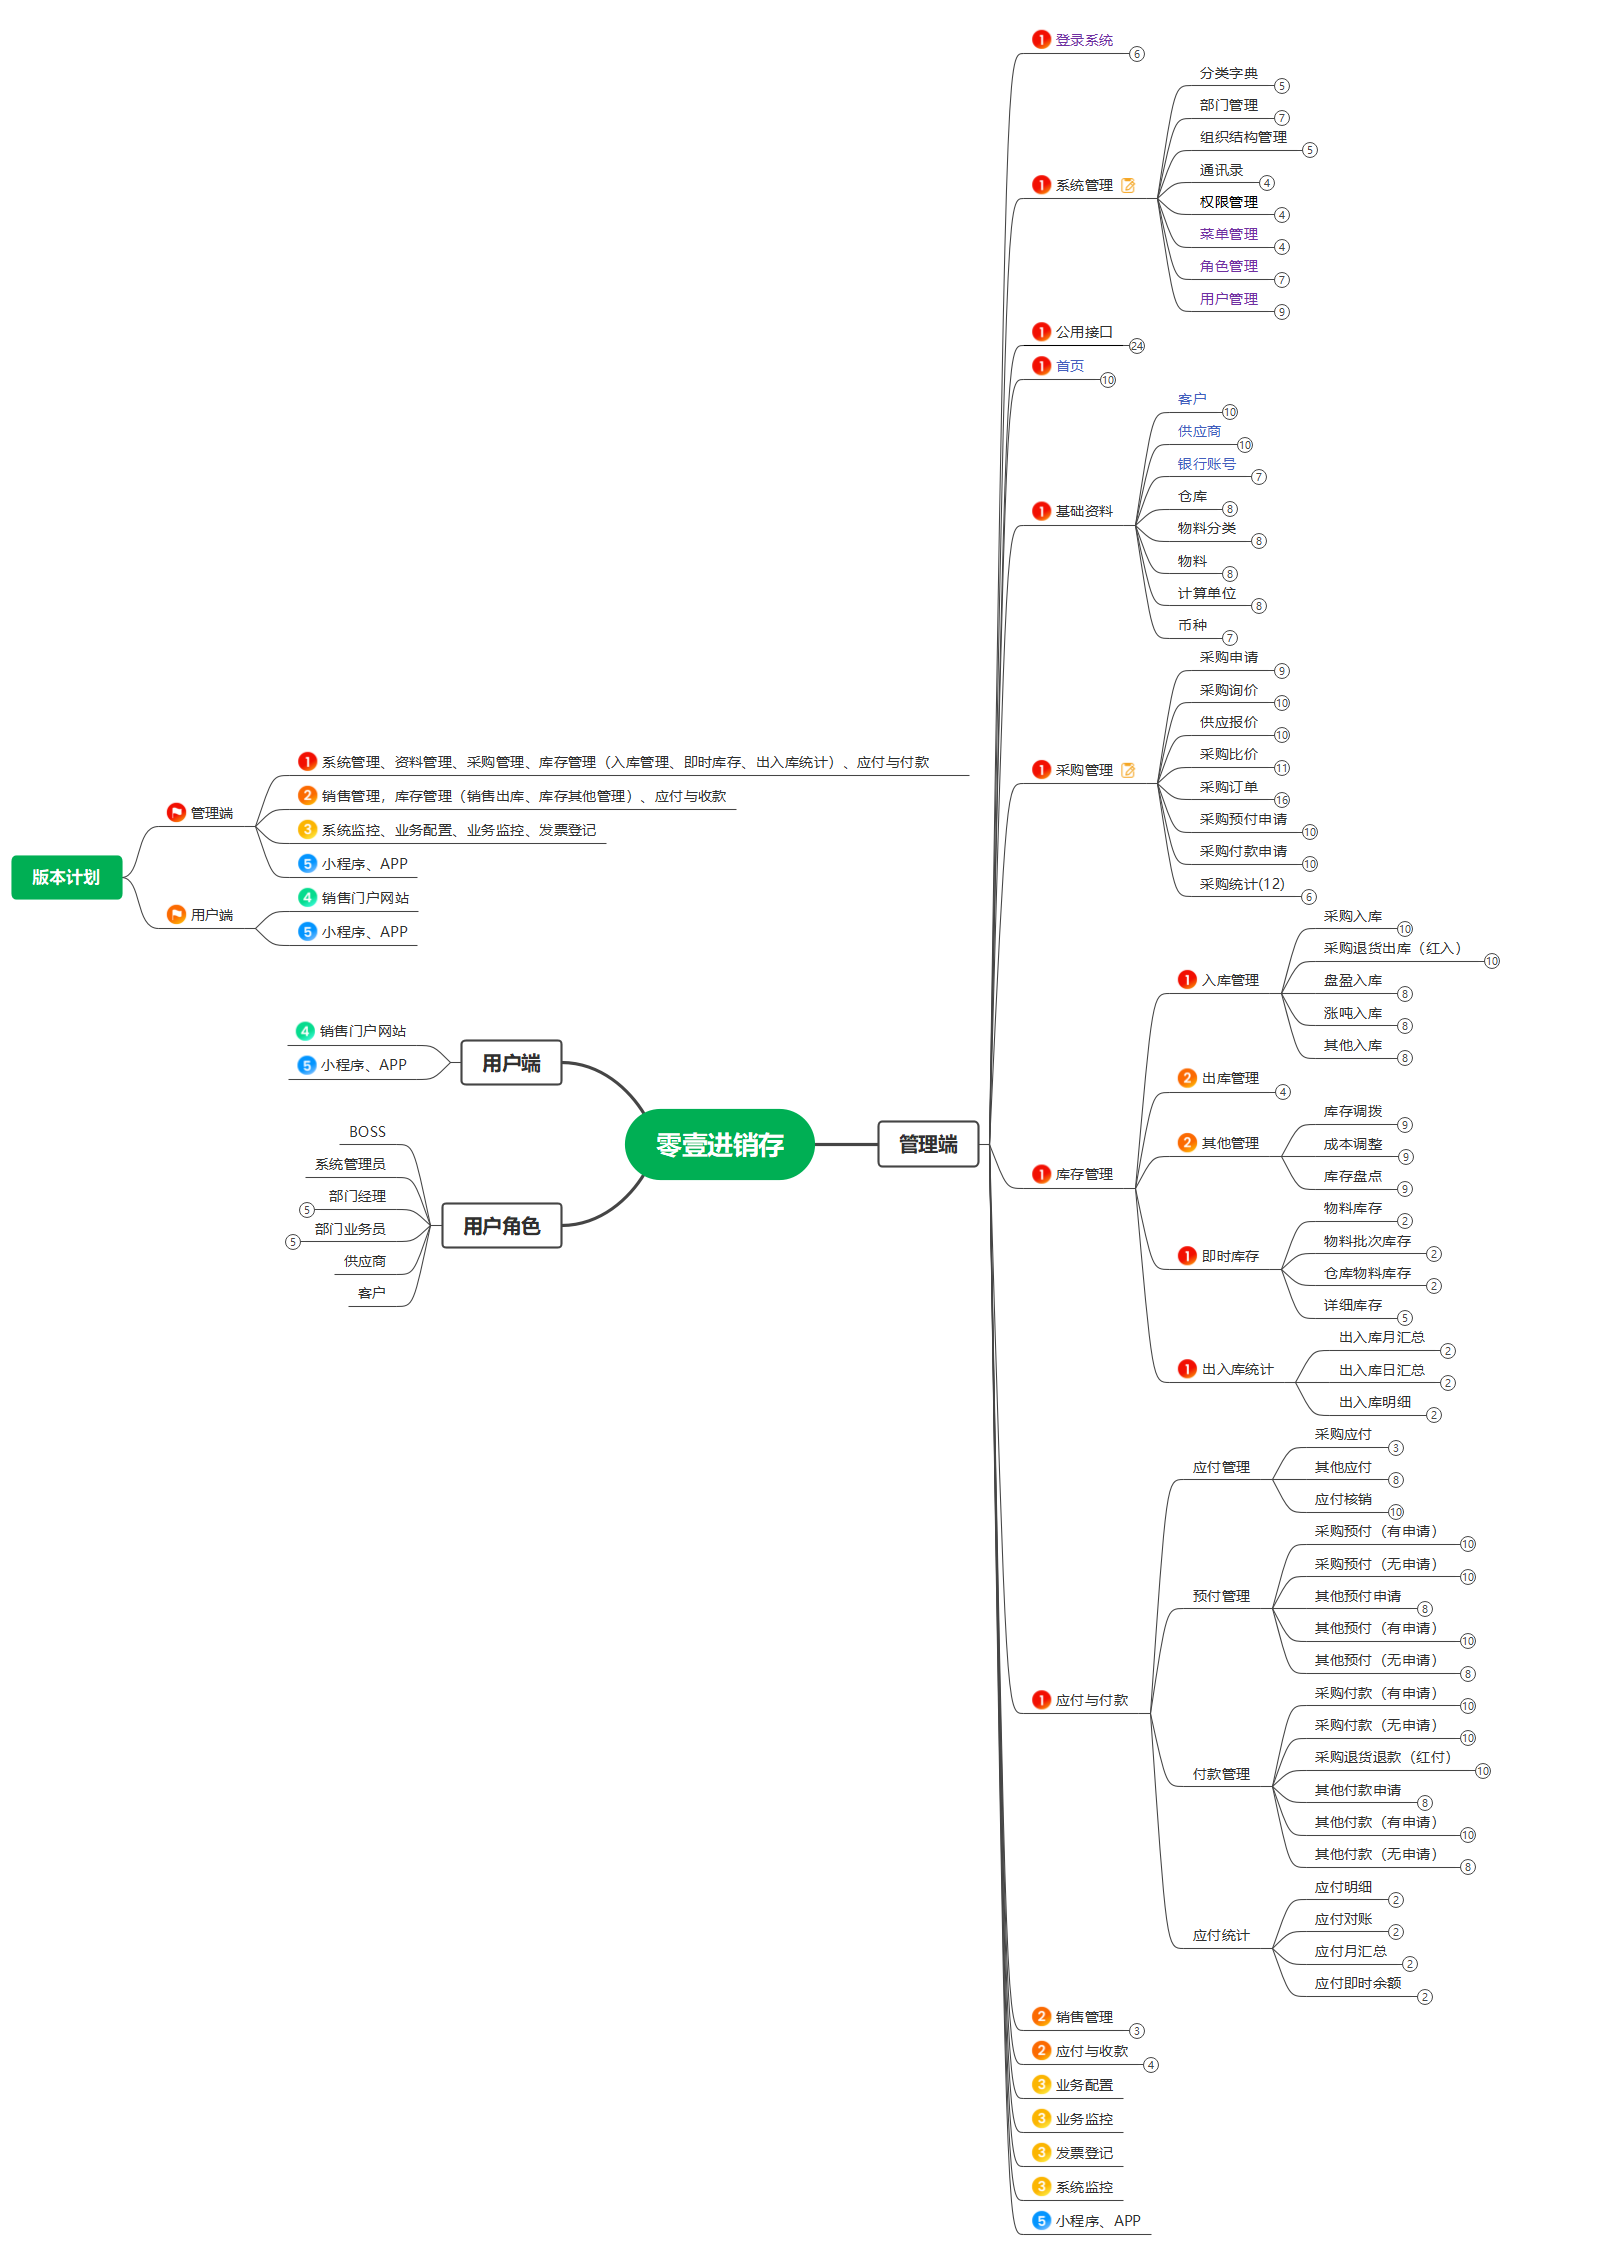 版本计划
管理端
1 系统管理、资料管理、采购管理、库存管理（入库管理、即时库存、出入库统计）、应付与付款
2 销售管理，库存管理（销售出库、库存其他管理）、应付与收款
3 系统监控、业务配置、业务监控、发票登记
5 小程序、APP
用户端
4 销售门户网站
5 小程序、APP
零壹进销存
用户端
4 销售门户网站
5 小程序、APP
用户角色
BOSS
系统管理员
部门经理 5
部门业务员 5
供应商
客户
管理端
1 登录系统 6
1 系统管理
分类字典 5
部门管理 7
组织结构管理 5
通讯录 4
权限管理 4
菜单管理 4
角色管理 7
用户管理 9
1 公用接口 24
1 首页 10
1 基础资料
客户 10
供应商 10
银行账号 7
仓库 8
物料分类 8
物料 8
计算单位 8
币种 7
1 采购管理
采购申请 9
采购询价 10
供应报价 10
采购比价 11
采购订单 16
采购预付申请 10
采购付款申请 10
采购统计(12) 6
1 库存管理
1 入库管理
采购入库 10
采购退货出库（红入） 10
盘盈入库 8
涨吨入库 8
其他入库 8
2 出库管理 4
2 其他管理
库存调拨 9
成本调整 9
库存盘点 9
1 即时库存
物料库存 2
物料批次库存 2
仓库物料库存 2
详细库存 5
1 出入库统计
出入库月汇总 2
出入库日汇总 2
出入库明细 2
1 应付与付款
应付管理
采购应付 3
其他应付 8
应付核销 10
预付管理
采购预付（有申请） 10
采购预付（无申请） 10
其他预付申请 8
其他预付（有申请） 10
其他预付（无申请） 8
付款管理
采购付款（有申请） 10
采购付款（无申请） 10
采购退货退款（红付） 10
其他付款申请 8
其他付款（有申请） 10
其他付款（无申请） 8
应付统计
应付明细 2
应付对账 2
应付月汇总 2
应付即时余额 2
2 销售管理 3
2 应付与收款 4
3 业务配置
3 业务监控
3 发票登记
3 系统监控
5 小程序、APP